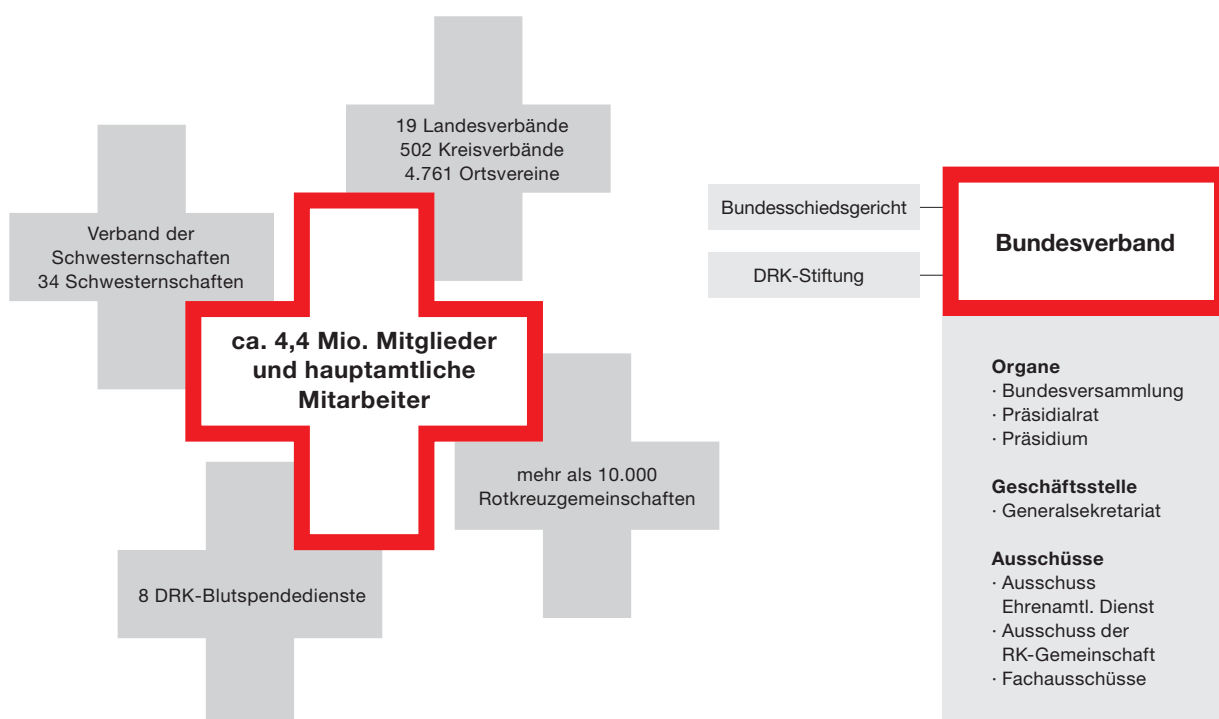 19 Landesverbände
502 Kreisverbände
4.761 Ortsvereine
Verband der
Schwesternschaften
34 Schwesternschaften
ca. 4,4 Mio. Mitglieder
und hauptamtliche
Mitarbeiter
mehr als 10.000
Rotkreuzgemeinschaften
8 DRK-Blutspendedienste
Bundesschiedsgericht
DRK-Stiftung
Bundesverband
Organe
· Bundesversammlung
· Präsidialrat
· Präsidium
Geschäftsstelle
· Generalsekretariat
Ausschüsse
· Ausschuss
Ehrenamtl. Dienst
· Ausschuss der
RK-Gemeinschaft
· Fachausschüsse